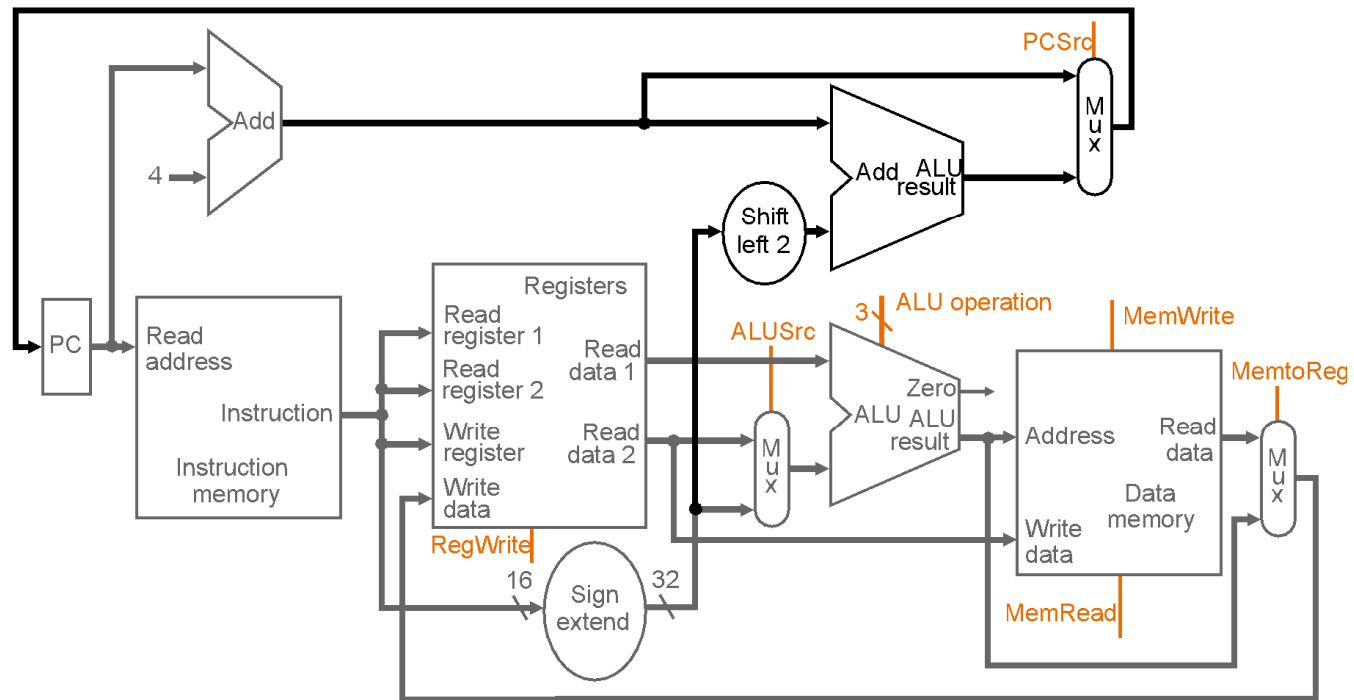 PCSrc
Add
4
M
u
x
Add
ALU
result
Shift
left 2
PC
Read
address
Instruction
Instruction
memory
Registers
Read
register 1
Read
register 2
Write
register
Write
data
Read
data 1
Read
data 2
RegWrite
16
Sign
extend
32
ALUSrc
M
u
x
3
ALU operation
Zero
ALU
ALU
result
MemWrite
Address
Read
data
Data
memory
Write
data
MemRead
MemtoReg
M
u
x